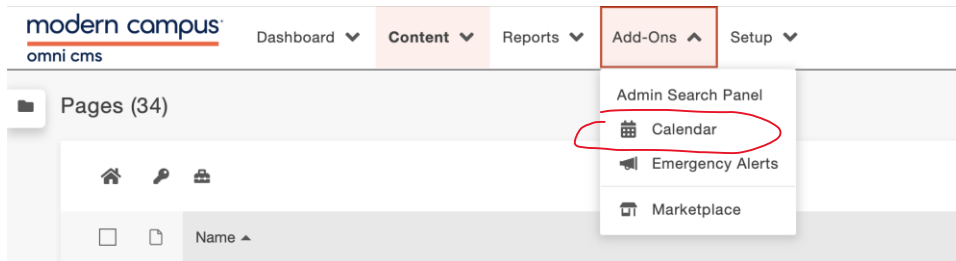 modern campus
omni cms
Dashboard Content Reports Add-Ons Setup
Pages (34)
Admin Search Panel
Calendar
Emergency Alerts
Marketplace
Name